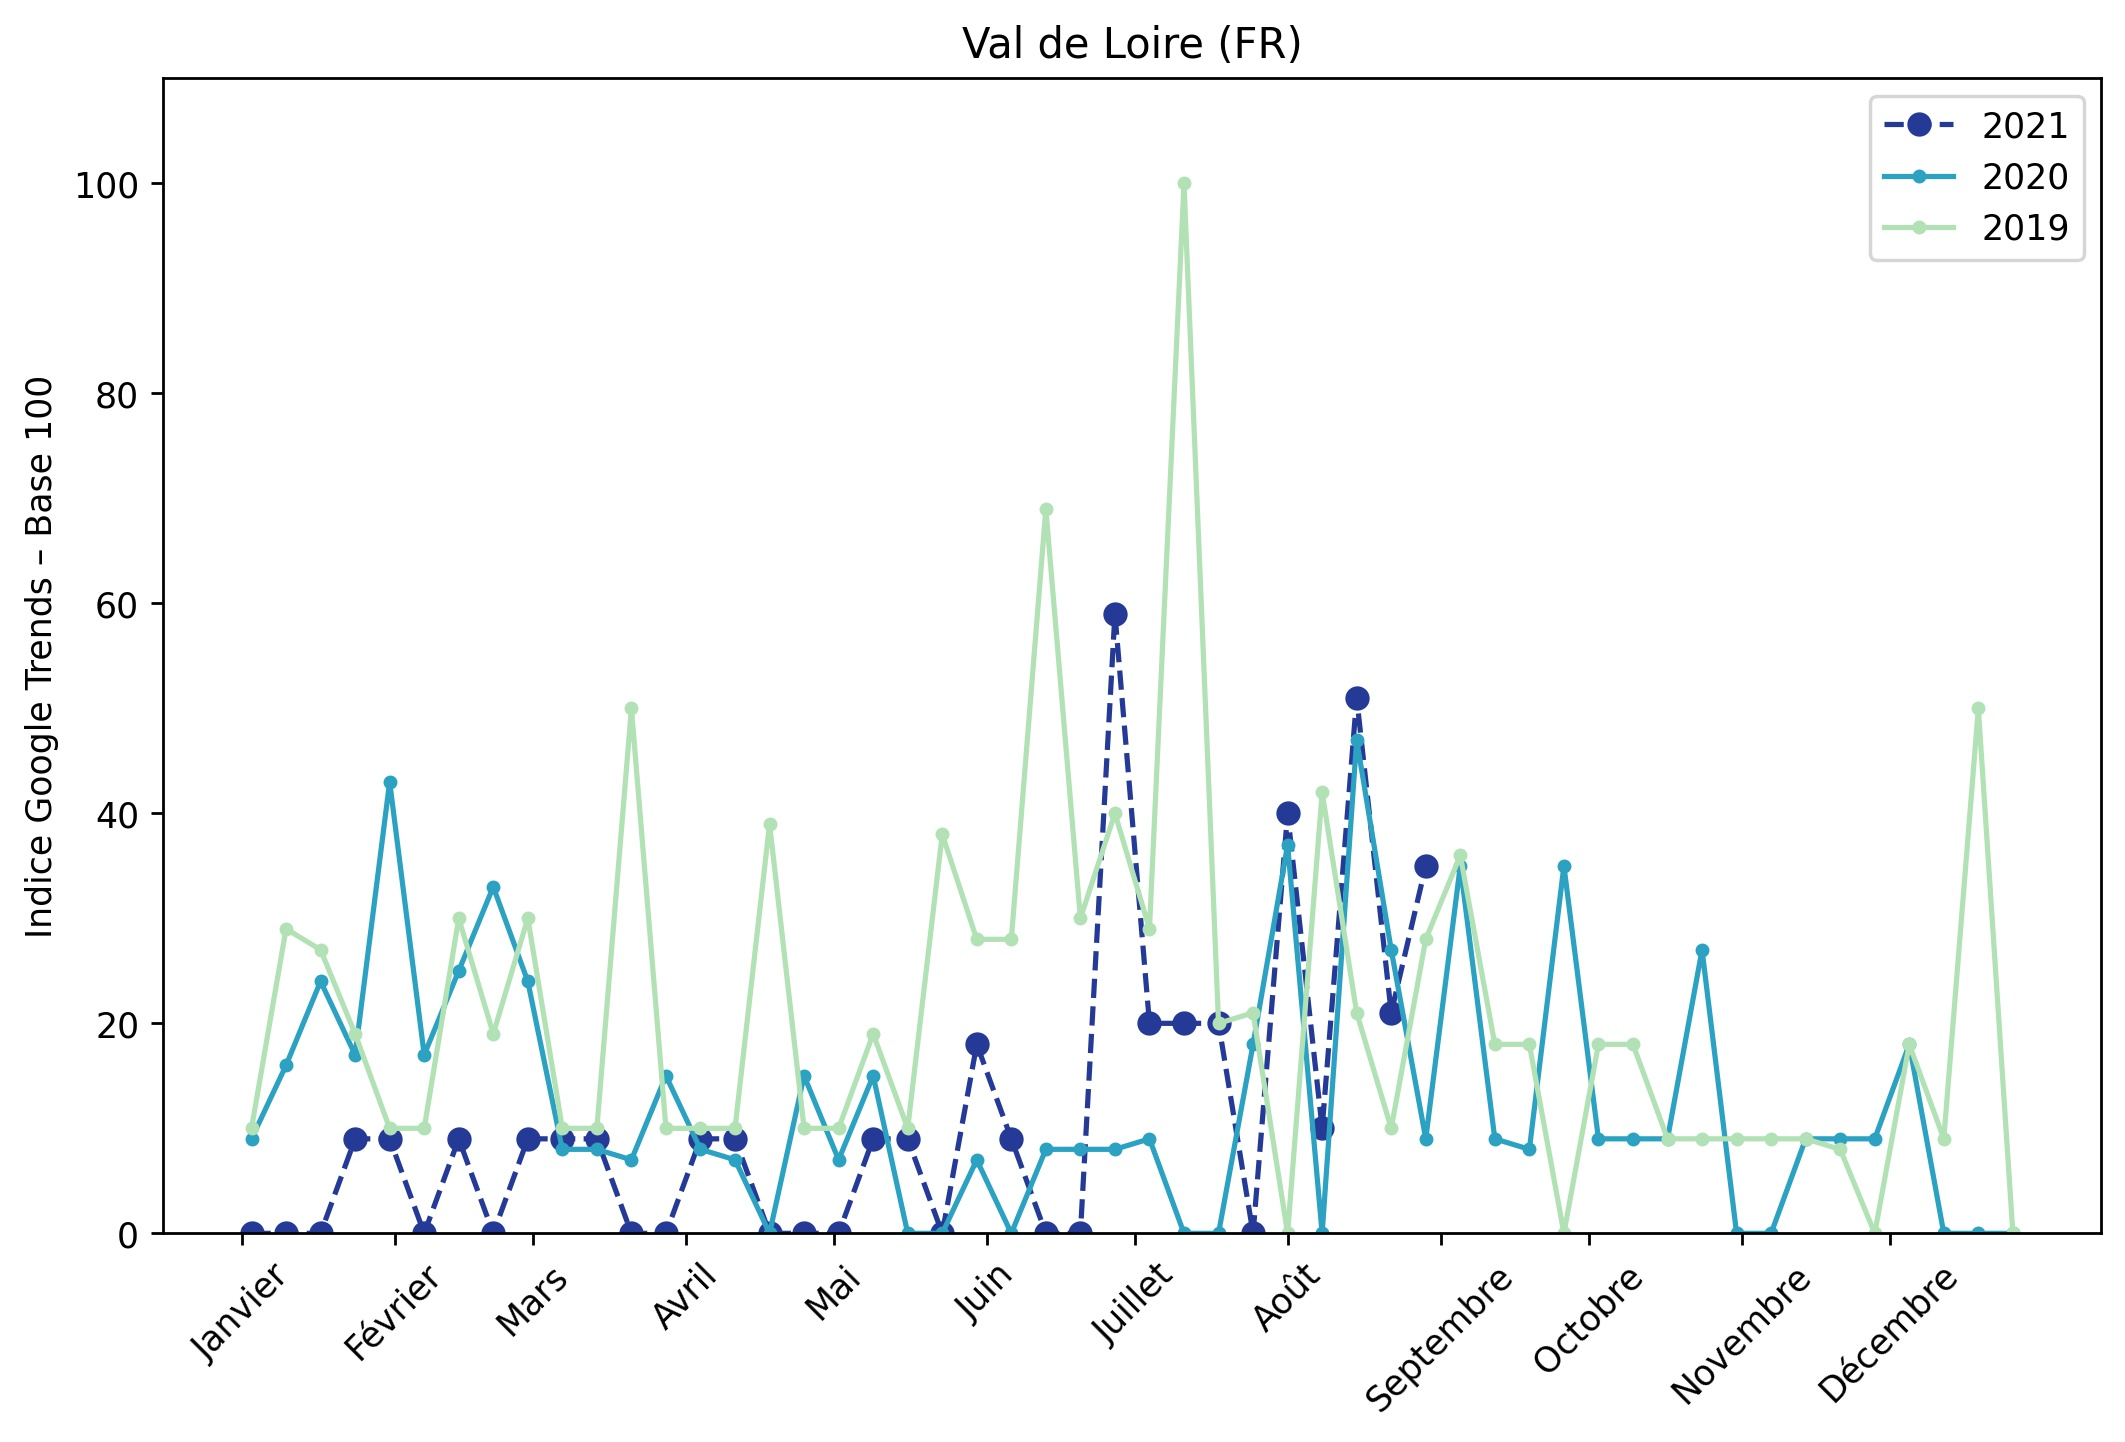 Val de Loire (FR)
2021
2020
2019
Indice Google Trends – Base 100
100
80
60
40
20
0
Janvier
Février
Mars
Avril
Mai
Juin
Juillet
Août
Septembre
Octobre
Novembre
Décembre